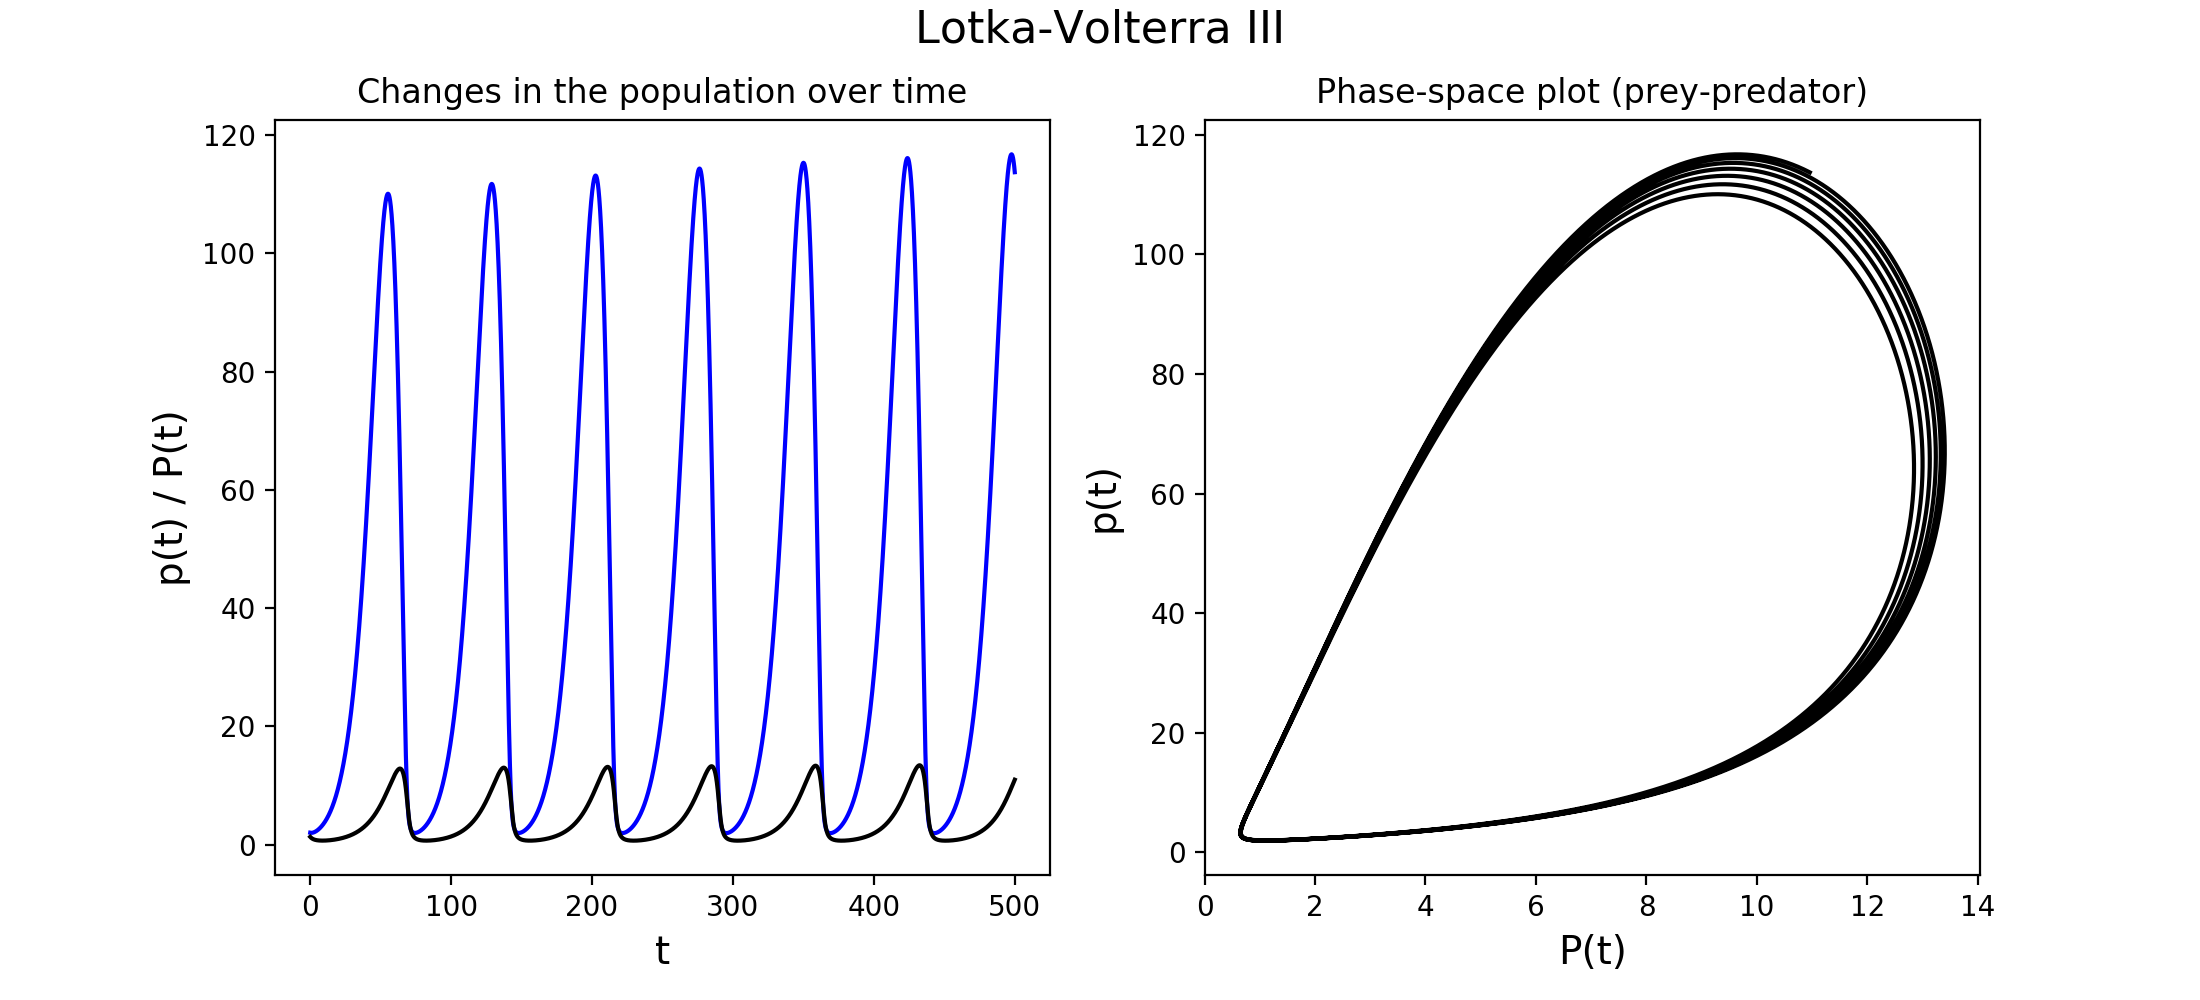 Lotka-Volterra III
Changes in the population over time
120
100
80
60
40
20
0
p(t) / P(t)
0 100 200 300 400 500
t
Phase-space plot (prey-predator)
120
100
80
60
40
20
0
p(t)
0 2 4 6 8 10 12 14
P(t)